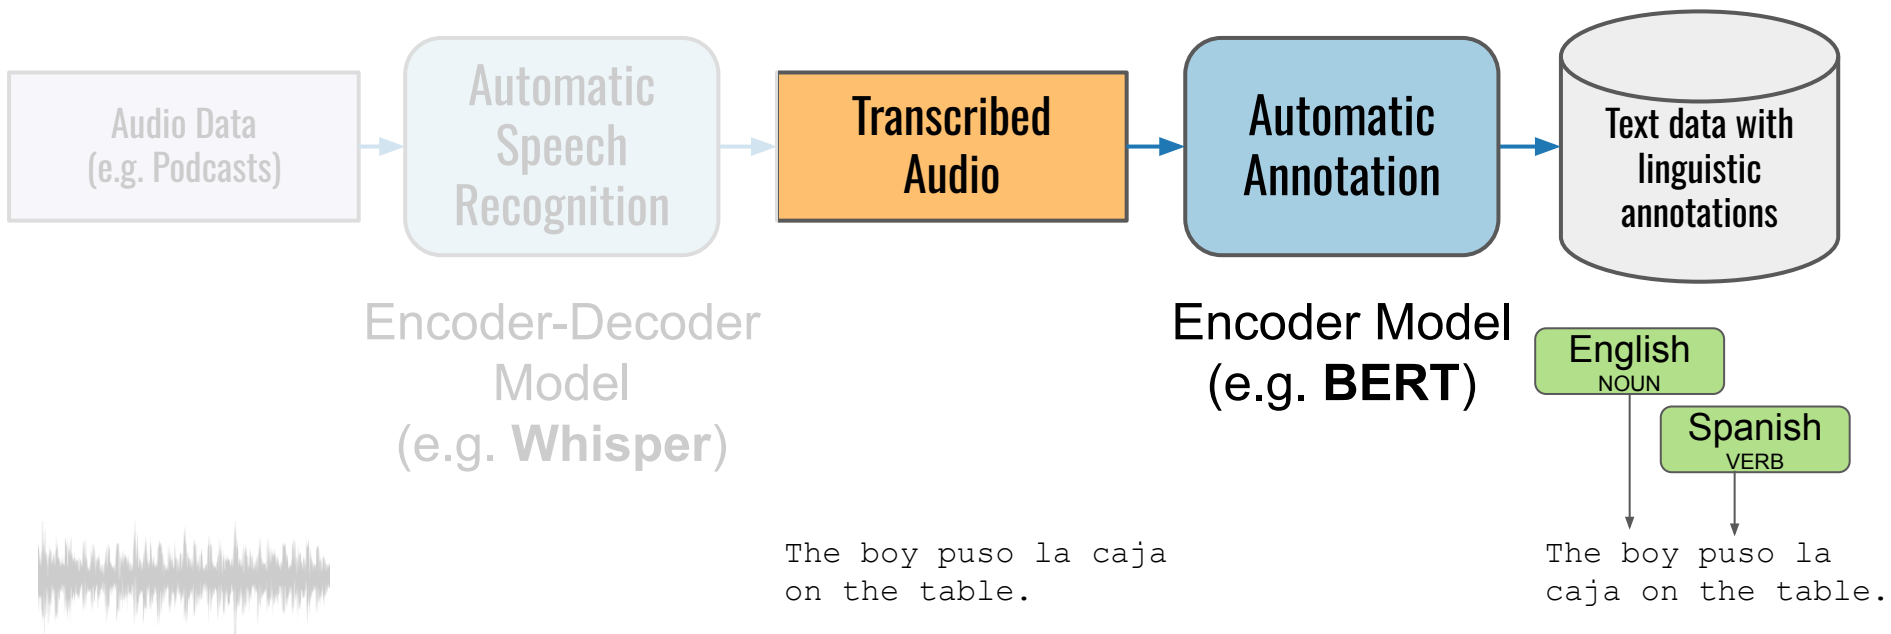 Audio Data
(e.g. Podcasts)
Automatic
Speech
Recognition
Transcribed
Audio
Automatic
Annotation
Text data with
linguistic
annotations
Encoder-Decoder
Model
(e.g. Whisper)
Encoder Model
(e.g. BERT)
English
NOUN
Spanish
VERB
The boy puso la caja
on the table.
The boy puso la
caja on the table.